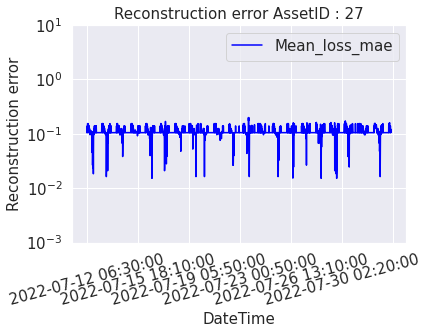 Reconstruction error AssetID : 27
Mean_loss_mae
Reconstruction error
10¹
10⁰
10⁻¹
10⁻²
10⁻³
2022-07-12 06:30:00
2022-07-15 18:10:00
2022-07-19 05:50:00
2022-07-23 00:50:00
2022-07-26 13:10:00
2022-07-30 02:20:00
DateTime